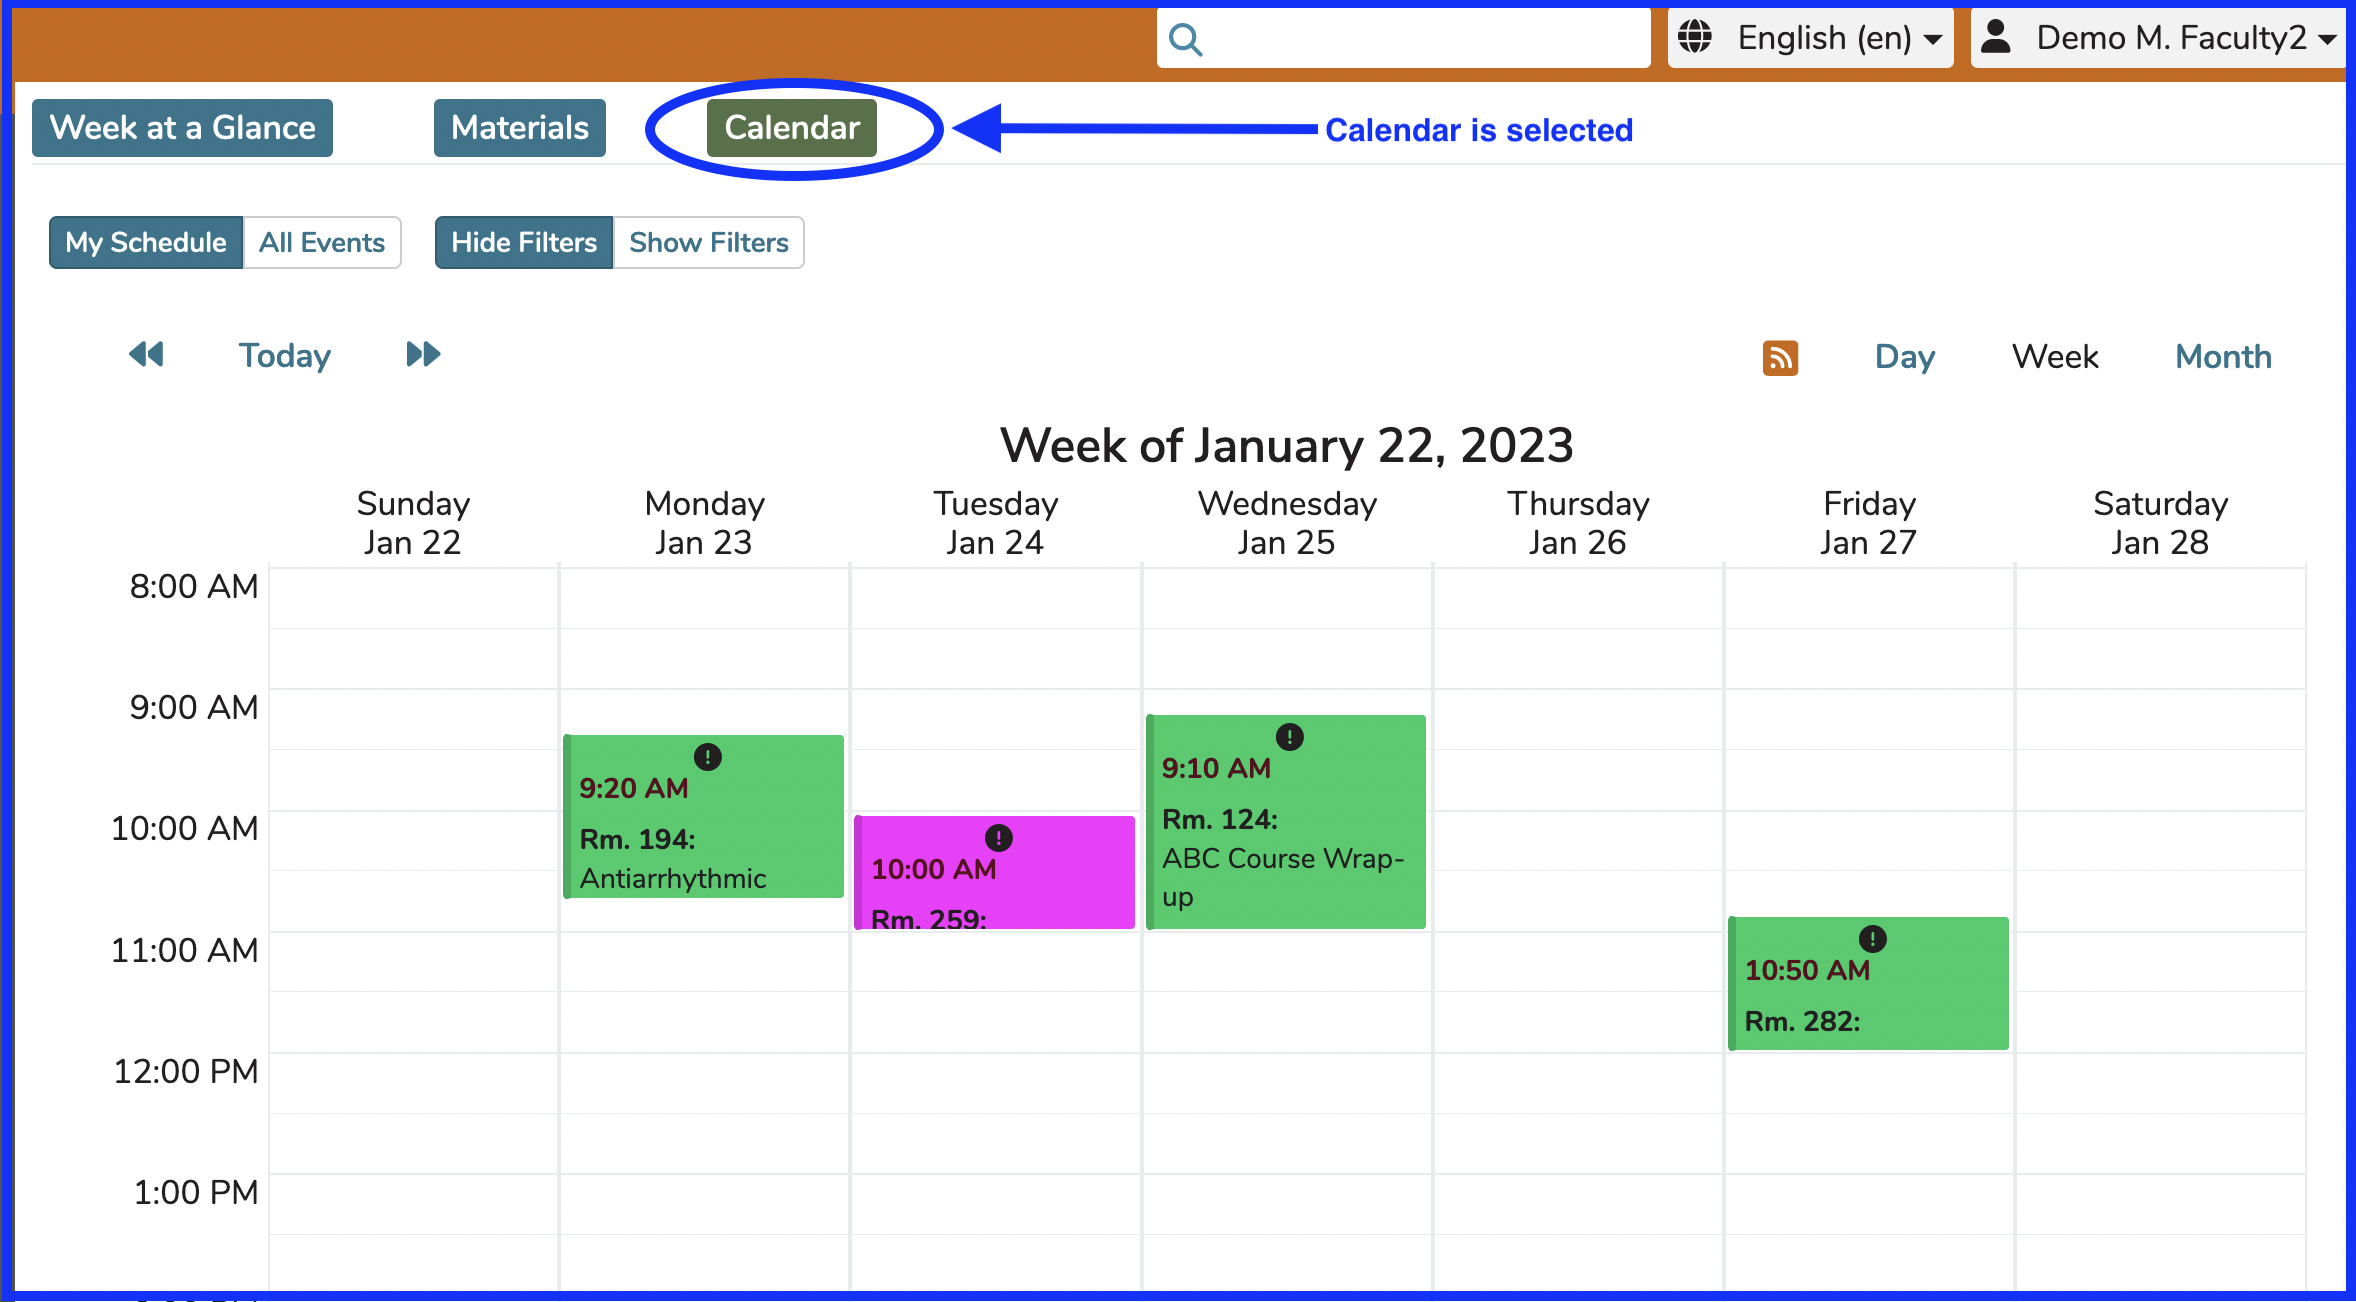 English (en)
Demo M. Faculty2
Week at a Glance
Materials
Calendar
Calendar is selected
My Schedule
All Events
Hide Filters
Show Filters
Today
Day
Week
Month
Week of January 22, 2023
Sunday
Jan 22
Monday
Jan 23
Tuesday
Jan 24
Wednesday
Jan 25
Thursday
Jan 26
Friday
Jan 27
Saturday
Jan 28
8:00 AM
9:00 AM
10:00 AM
11:00 AM
12:00 PM
1:00 PM
9:20 AM
Rm. 194:
Antiarrhythmic
10:00 AM
Rm. 259:
9:10 AM
Rm. 124:
ABC Course Wrap-
up
10:50 AM
Rm. 282: